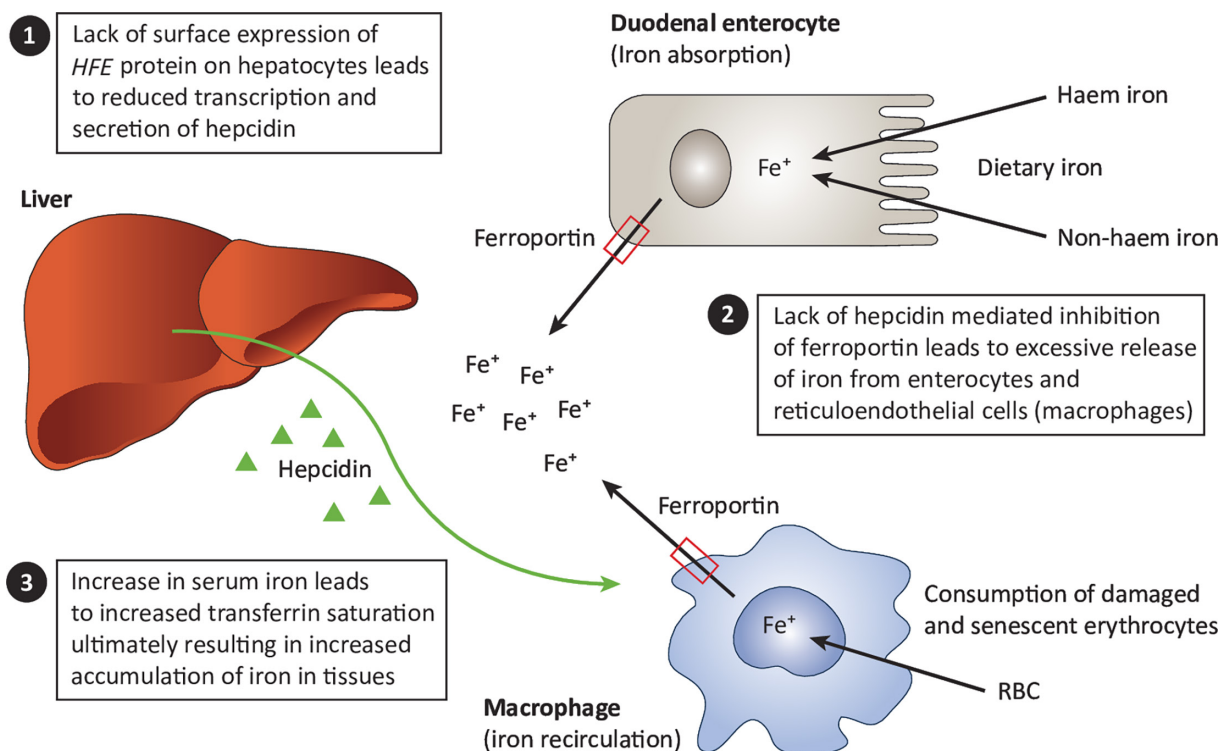 1
Lack of surface expression of
HFE protein on hepatocytes leads
to reduced transcription and
secretion of hepcidin
Duodenal enterocyte
(Iron absorption)
Haem iron
Fe⁺
Dietary iron
Non-haem iron
Ferroportin
Liver
2
Lack of hepcidin mediated inhibition
of ferroportin leads to excessive release
of iron from enterocytes and
reticuloendothelial cells (macrophages)
Fe⁺
Fe⁺
Fe⁺
Fe⁺
Fe⁺
Fe⁺
Hepcidin
Ferroportin
3
Increase in serum iron leads
to increased transferrin saturation
ultimately resulting in increased
accumulation of iron in tissues
Fe⁺
Consumption of damaged
and senescent erythrocytes
RBC
Macrophage
(iron recirculation)